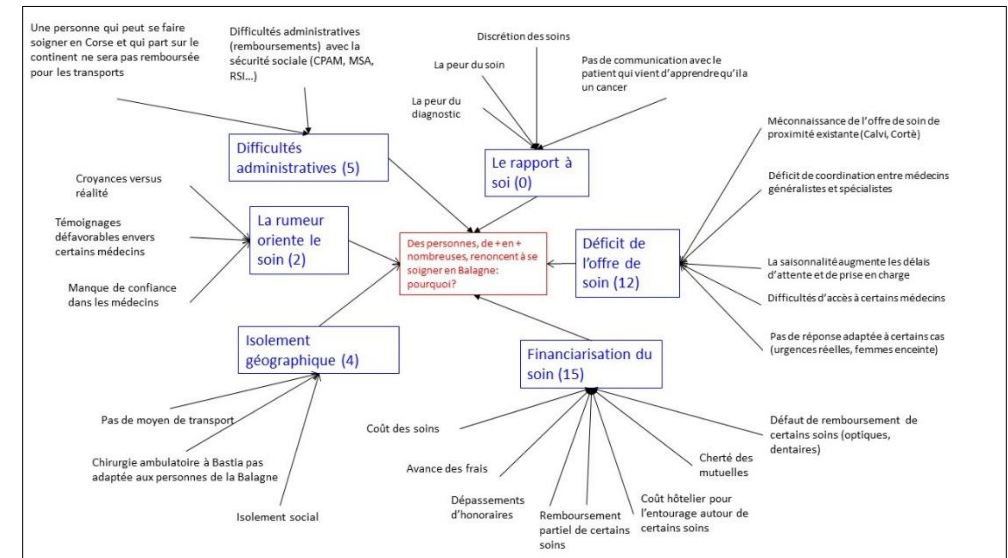 Une personne qui peut se faire
soigner en Corse et qui part sur le
continent ne sera pas remboursée
pour les transports
Difficultés administratives
(remboursements) avec la
sécurité sociale (CPAM, MSA,
RSI...)
Discrétion des soins
La peur du soin
La peur du
diagnostic
Pas de communication avec le
patient qui vient d'apprendre qu'il a
un cancer
Difficultés
administratives (5)
Le rapport à
soi (0)
Méconnaissance de l'offre de soin de
proximité existante (Calvi, Cortè)
Déficit de coordination entre médecins
généralistes et spécialistes
La saisonnalité augmente les délais
d'attente et de prise en charge
Difficultés d'accès à certains médecins
Pas de réponse adaptée à certains cas
(urgences réelles, femmes enceinte)
Croyances versus
réalité
Témoignages
défavorables envers
certains médecins
Manque de confiance
dans les médecins
La rumeur
oriente le
soin (2)
Des personnes, de + en +
nombreuses, renoncent à se
soigner en Balagne:
pourquoi?
Déficit de
l'offre de
soin (12)
Isolement
géographique (4)
Financiarisation du
soin (15)
Pas de moyen de transport
Chirurgie ambulatoire à Bastia pas
adaptée aux personnes de la Balagne
Isolement social
Coût des soins
Avance des frais
Dépassements
d'honoraires
Remboursement
partiel de certains
soins
Coût hôtelier pour
l'entourage autour de
certains soins
Cherté des
mutuelles
Défaut de remboursement de
certains soins (optiques,
dentaires)